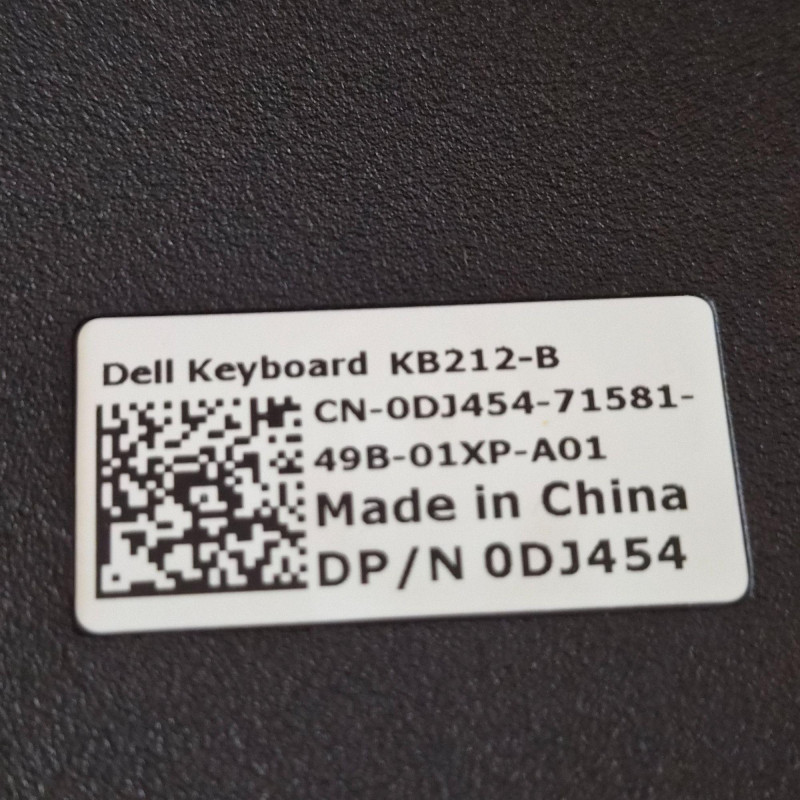 Dell Keyboard KB212-B
CN-0DJ454-71581-
49B-01XP-A01
Made in China
DP/N 0DJ454